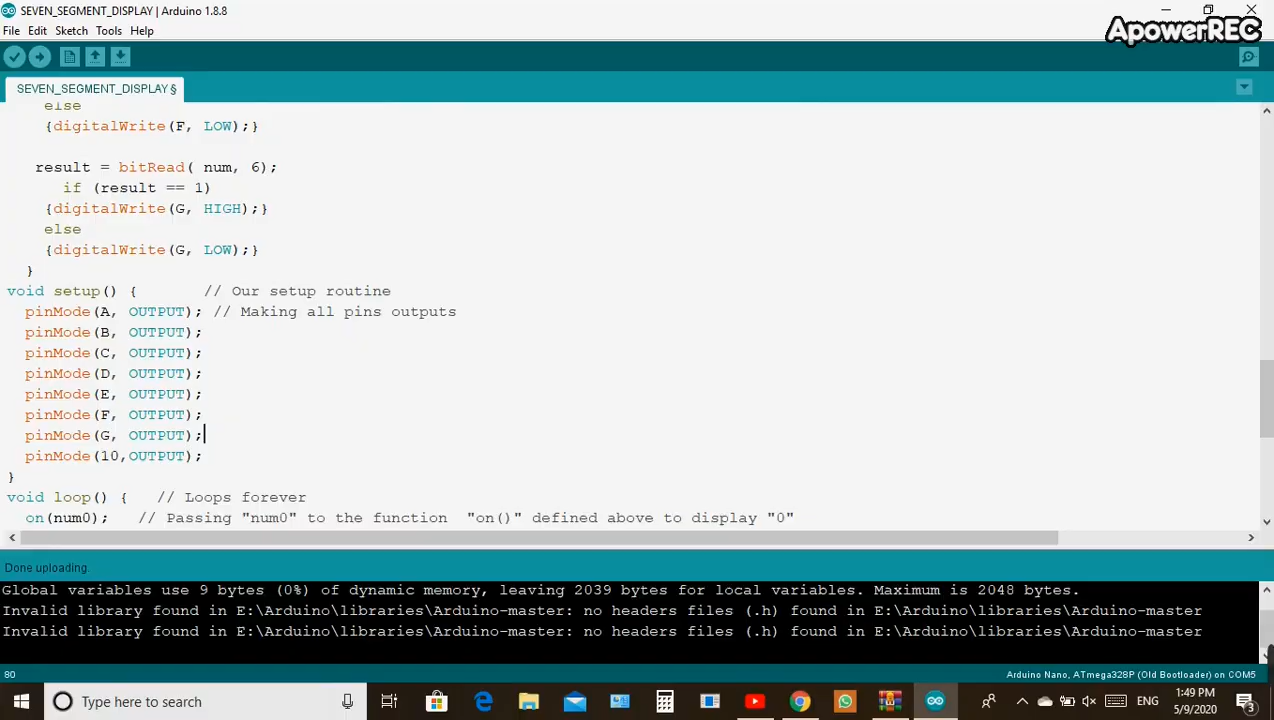 SEVEN_SEGMENT_DISPLAY | Arduino 1.8.8
ApowerREC
File Edit Sketch Tools Help
SEVEN_SEGMENT_DISPLAY §
else
{digitalWrite(F, LOW);}
result = bitRead( num, 6);
if (result == 1)
{digitalWrite(G, HIGH);}
else
{digitalWrite(G, LOW);}
}
void setup() { // Our setup routine
pinMode(A, OUTPUT); // Making all pins outputs
pinMode(B, OUTPUT);
pinMode(C, OUTPUT);
pinMode(D, OUTPUT);
pinMode(E, OUTPUT);
pinMode(F, OUTPUT);
pinMode(G, OUTPUT);
pinMode(10,OUTPUT);
}
void loop() { // Loops forever
on(num0); // Passing "num0" to the function "on()" defined above to display "0"
Done uploading.
Global variables use 9 bytes (0%) of dynamic memory, leaving 2039 bytes for local variables. Maximum is 2048 bytes.
Invalid library found in E:\Arduino\libraries\Arduino-master: no headers files (.h) found in E:\Arduino\libraries\Arduino-master
Invalid library found in E:\Arduino\libraries\Arduino-master: no headers files (.h) found in E:\Arduino\libraries\Arduino-master
80
Arduino Nano, ATmega328P (Old Bootloader) on COM5
Type here to search
ENG
1:49 PM
5/9/2020
3